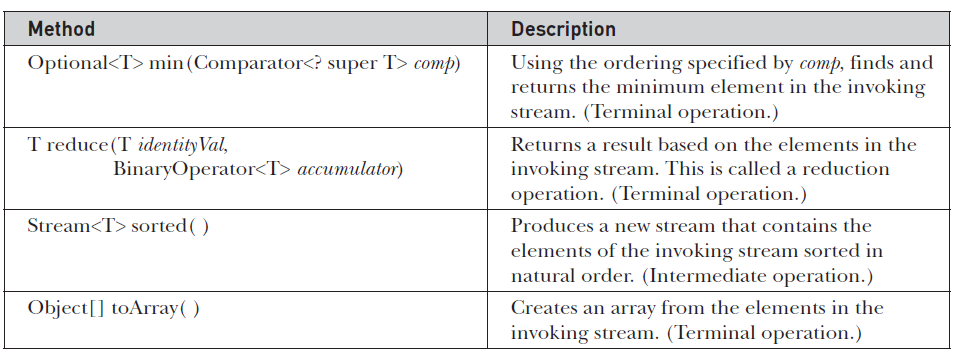 Method Description
Optional<T> min(Comparator<? super T> comp) Using the ordering specified by comp, finds and
returns the minimum element in the invoking
stream. (Terminal operation.)
T reduce(T identityVal, Returns a result based on the elements in the
BinaryOperator<T> accumulator) invoking stream. This is called a reduction
operation. (Terminal operation.)
Stream<T> sorted( ) Produces a new stream that contains the
elements of the invoking stream sorted in
natural order. (Intermediate operation.)
Object[] toArray( ) Creates an array from the elements in the
invoking stream. (Terminal operation.)